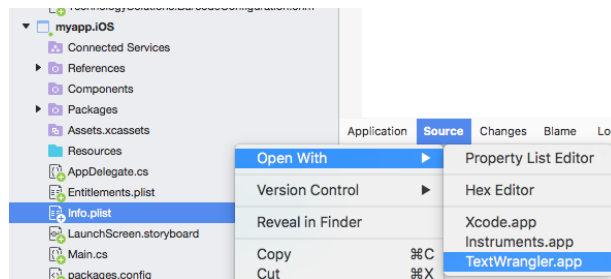 myapp.iOS
Connected Services
References
Components
Packages
Assets.xcassets
Resources
AppDelegate.cs
Entitlements.plist
Info.plist
LaunchScreen.storyboard
Main.cs
packages.config
Application Source Changes Blame Lo
Open With
Version Control
Reveal in Finder
Copy ⌘C
Cut ⌘X
Property List Editor
Hex Editor
Xcode.app
Instruments.app
TextWrangler.app